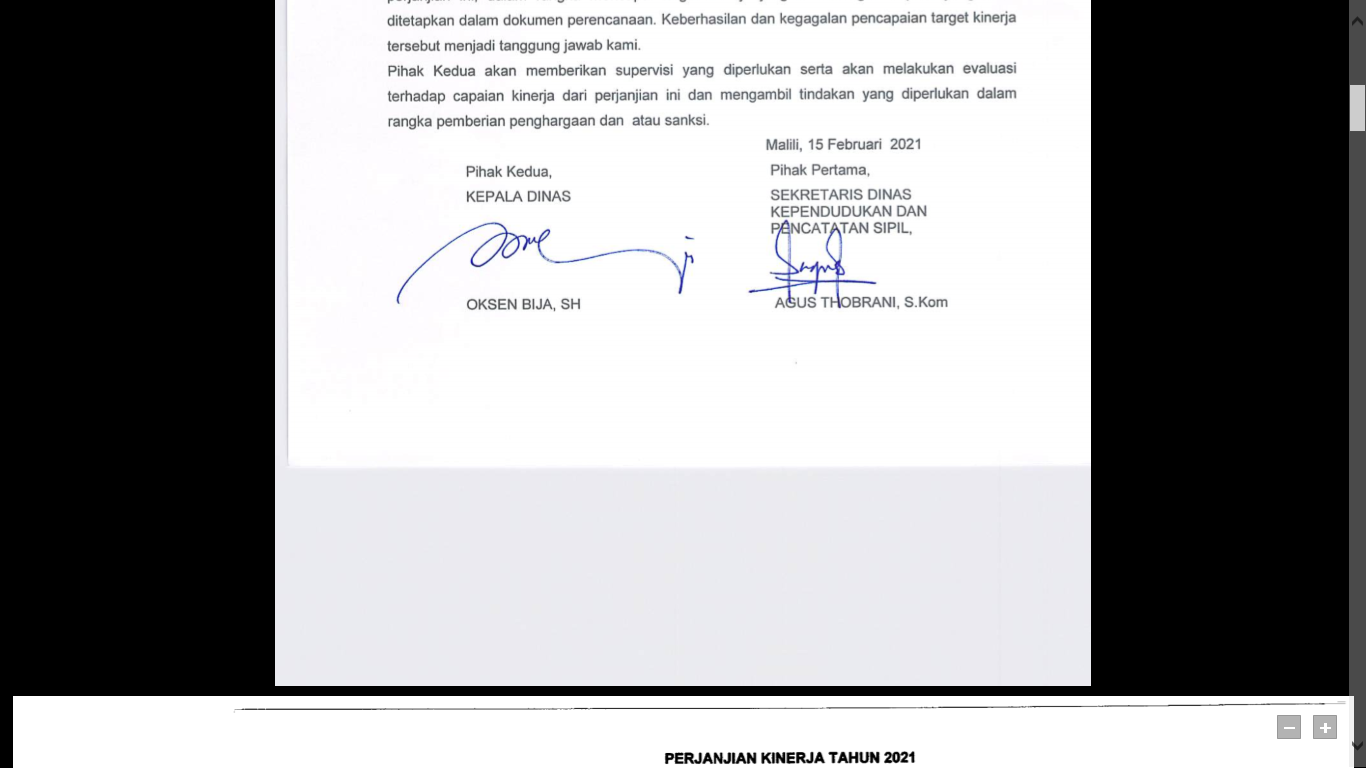 ditetapkan dalam dokumen perencanaan. Keberhasilan dan kegagalan pencapaian target kinerja
tersebut menjadi tanggung jawab kami.
Pihak Kedua akan memberikan supervisi yang diperlukan serta akan melakukan evaluasi
terhadap capaian kinerja dari perjanjian ini dan mengambil tindakan yang diperlukan dalam
rangka pemberian penghargaan dan atau sanksi.
Malili, 15 Februari 2021
Pihak Kedua,
KEPALA DINAS
OKSEN BIJA, SH
Pihak Pertama,
SEKRETARIS DINAS
KEPENDUDUKAN DAN
PENCATATAN SIPIL,
AGUS THOBRANI, S.Kom
PERJANJIAN KINERJA TAHUN 2021